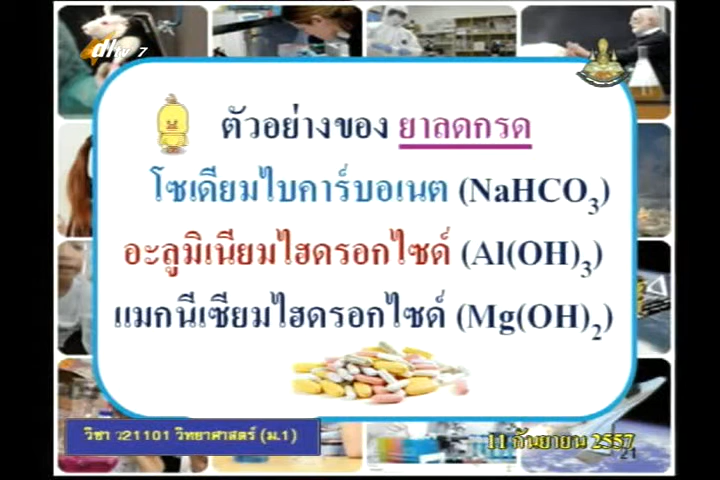 dltv 7
ตัวอย่างของ ยาลดกรด
โซเดียมไบคาร์บอเนต (NaHCO₃)
อะลูมิเนียมไฮดรอกไซด์ (Al(OH)₃)
แมกนีเซียมไฮดรอกไซด์ (Mg(OH)₂)
วิชา ว21101 วิทยาศาสตร์ (ม.1)
11 กันยายน 2557
21